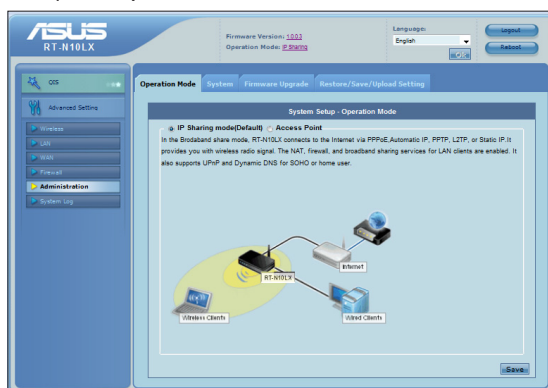 ASUS
RT-N10LX
Firmware Version: 1.0.0.3
Operation Mode: IP Sharing
Language:
English
Logout
Reboot
Operation Mode System Firmware Upgrade Restore/Save/Upload Setting
Advanced Setting
Wireless
LAN
WAN
Firewall
Administration
System Log
System Setup - Operation Mode
IP Sharing mode(Default) Access Point
In the Brodaband share mode, RT-N10LX connects to the Internet via PPPoE,Automatic IP, PPTP, L2TP, or Static IP.It
provides you with wireless radio signal. The NAT, firewall, and broadband sharing services for LAN clients are enabled. It
also supports UPnP and Dynamic DNS for SOHO or home user.
Internet
RT-N10LX
Wireless Clients
Wired Clients
Save